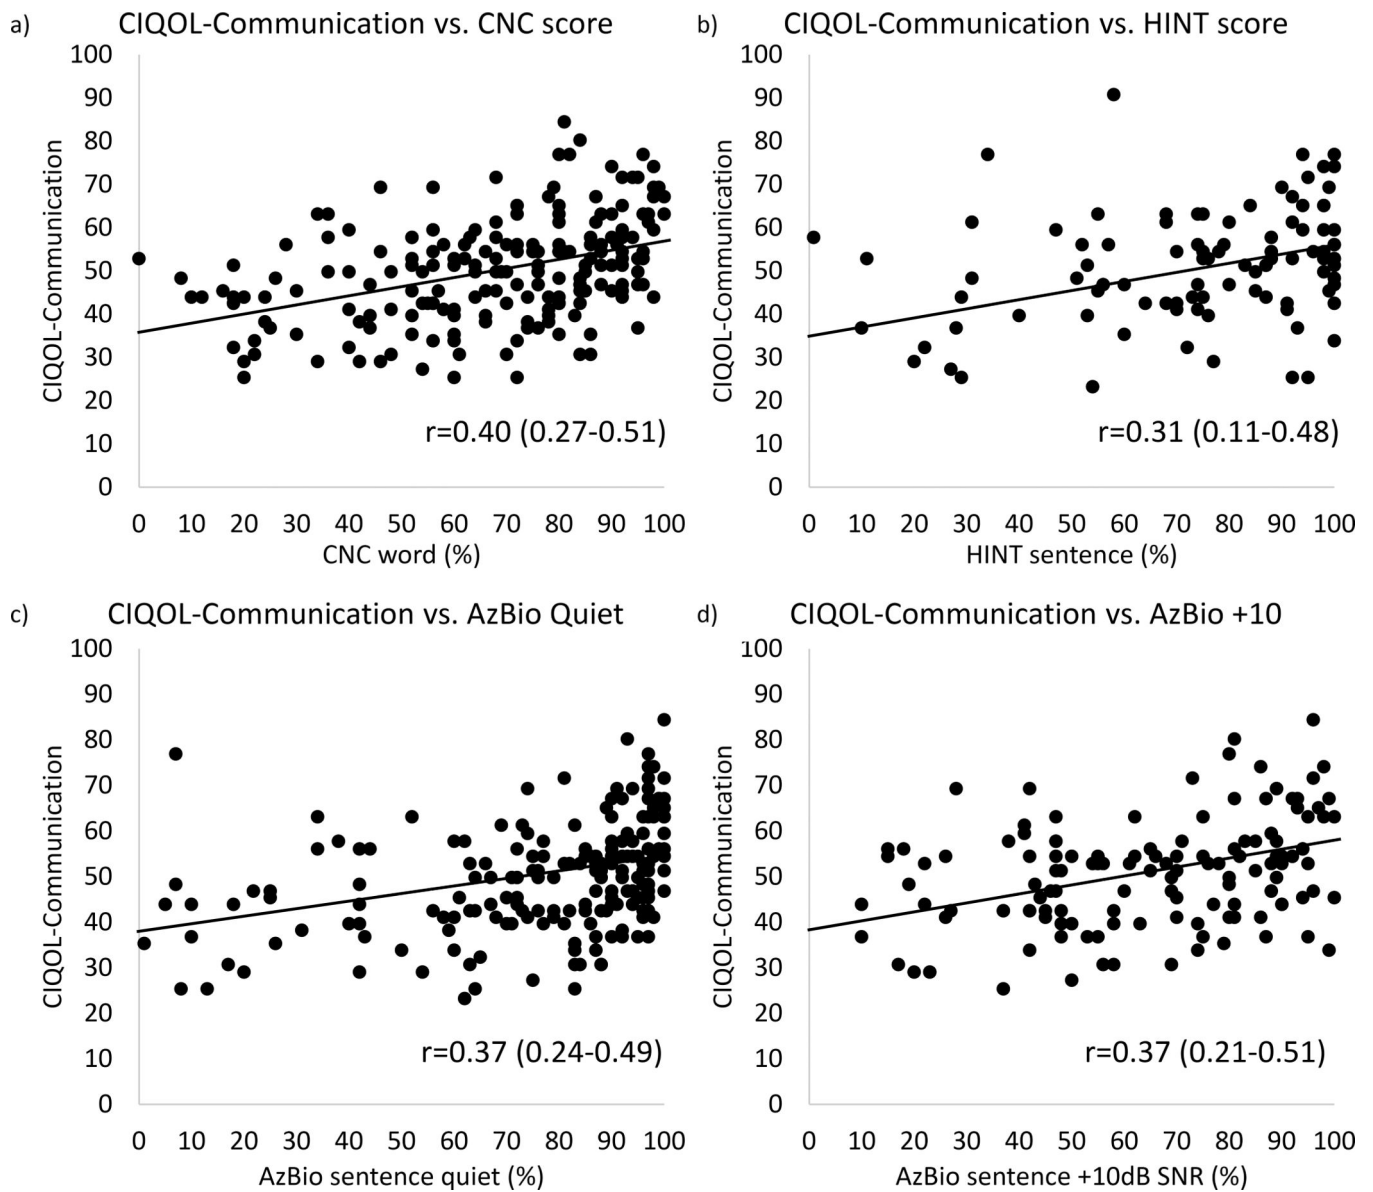 a) CIQOL-Communication vs. CNC score
100
90
80
70
60
50
40
30
20
10
0
CIQOL-Communication
r=0.40 (0.27-0.51)
0 10 20 30 40 50 60 70 80 90 100
CNC word (%)
b) CIQOL-Communication vs. HINT score
100
90
80
70
60
50
40
30
20
10
0
CIQOL-Communication
r=0.31 (0.11-0.48)
0 10 20 30 40 50 60 70 80 90 100
HINT sentence (%)
c) CIQOL-Communication vs. AzBio Quiet
100
90
80
70
60
50
40
30
20
10
0
CIQOL-Communication
r=0.37 (0.24-0.49)
0 10 20 30 40 50 60 70 80 90 100
AzBio sentence quiet (%)
d) CIQOL-Communication vs. AzBio +10
100
90
80
70
60
50
40
30
20
10
0
CIQOL-Communication
r=0.37 (0.21-0.51)
0 10 20 30 40 50 60 70 80 90 100
AzBio sentence +10dB SNR (%)